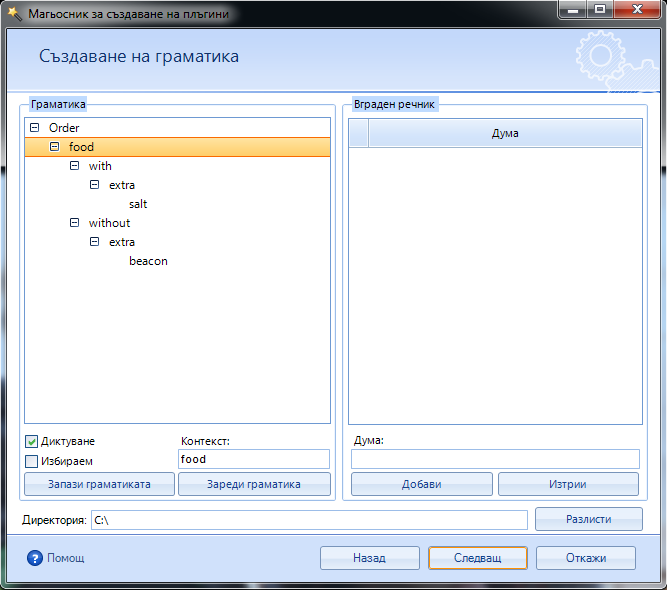 Магьосник за създаване на плъгини
Създаване на граматика
Граматика
Order
food
with
extra
salt
without
extra
beacon
Диктуване
Избираем
Контекст:
food
Запази граматиката
Зареди граматика
Вграден речник
Дума
Дума:
Добави
Изтрии
Директория:
C:\
Разлисти
Помощ
Назад
Следващ
Откажи